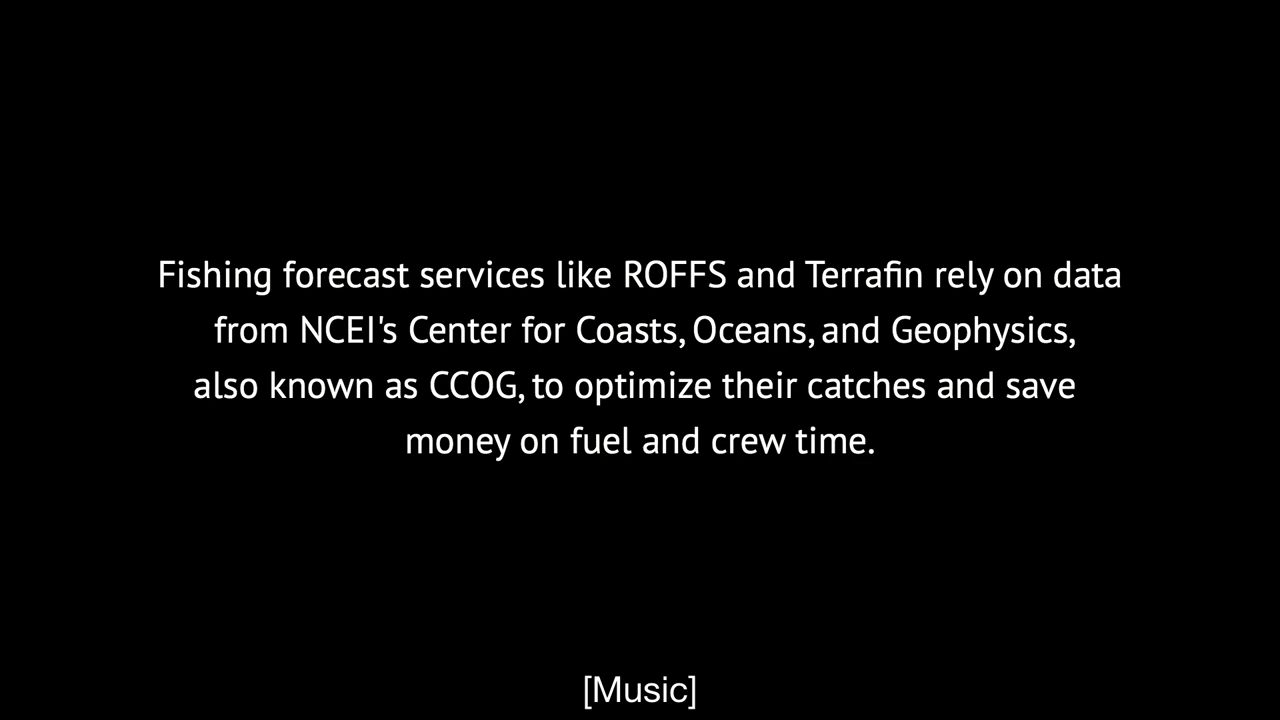 Fishing forecast services like ROFFS and Terrafin rely on data
from NCEI's Center for Coasts, Oceans, and Geophysics,
also known as CCOG, to optimize their catches and save
money on fuel and crew time.
[Music]